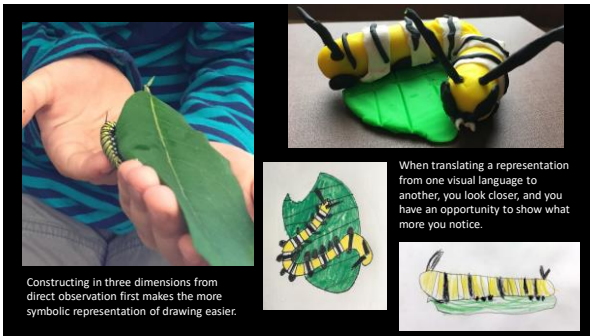 When translating a representation
from one visual language to
another, you look closer, and you
have an opportunity to show what
more you notice.
Constructing in three dimensions from
direct observation first makes the more
symbolic representation of drawing easier.